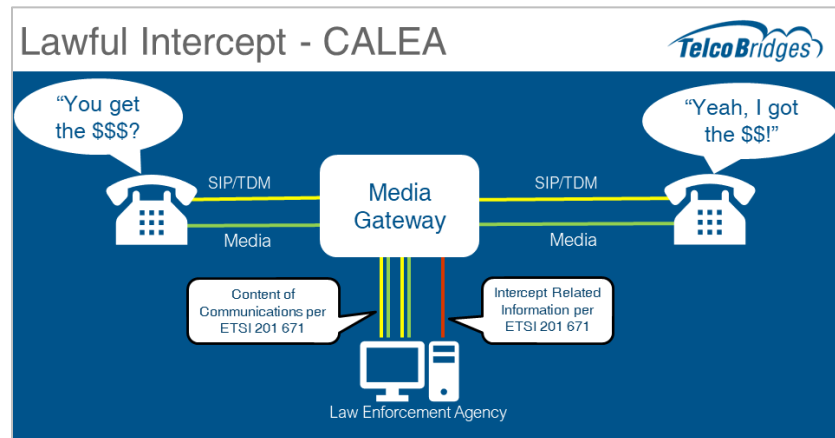 Lawful Intercept - CALEA
TelcoBridges
“You get
the $$$?
“Yeah, I got
the $$!”
SIP/TDM
Media
Gateway
SIP/TDM
Media
Media
Content of
Communications per
ETSI 201 671
Intercept Related
Information per
ETSI 201 671
Law Enforcement Agency